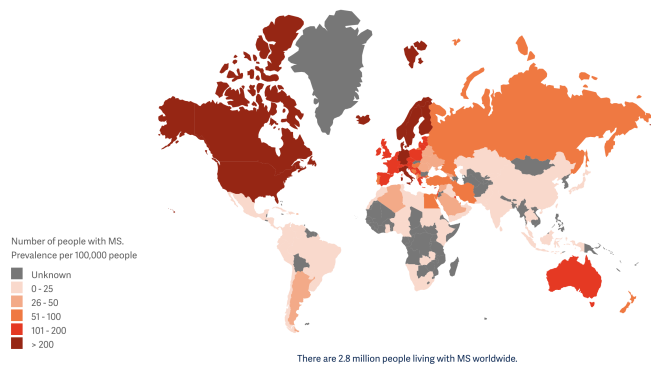 Number of people with MS.
Prevalence per 100,000 people
Unknown
0 - 25
26 - 50
51 - 100
101 - 200
> 200
There are 2.8 million people living with MS worldwide.